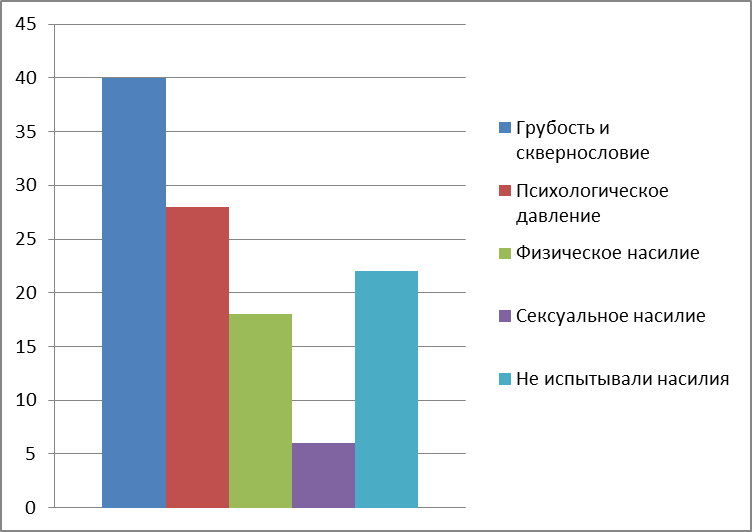 45
40
35
30
25
20
15
10
5
0
Грубость и
сквернословие
Психологическое
давление
Физическое насилие
Сексуальное насилие
Не испытывали насилия